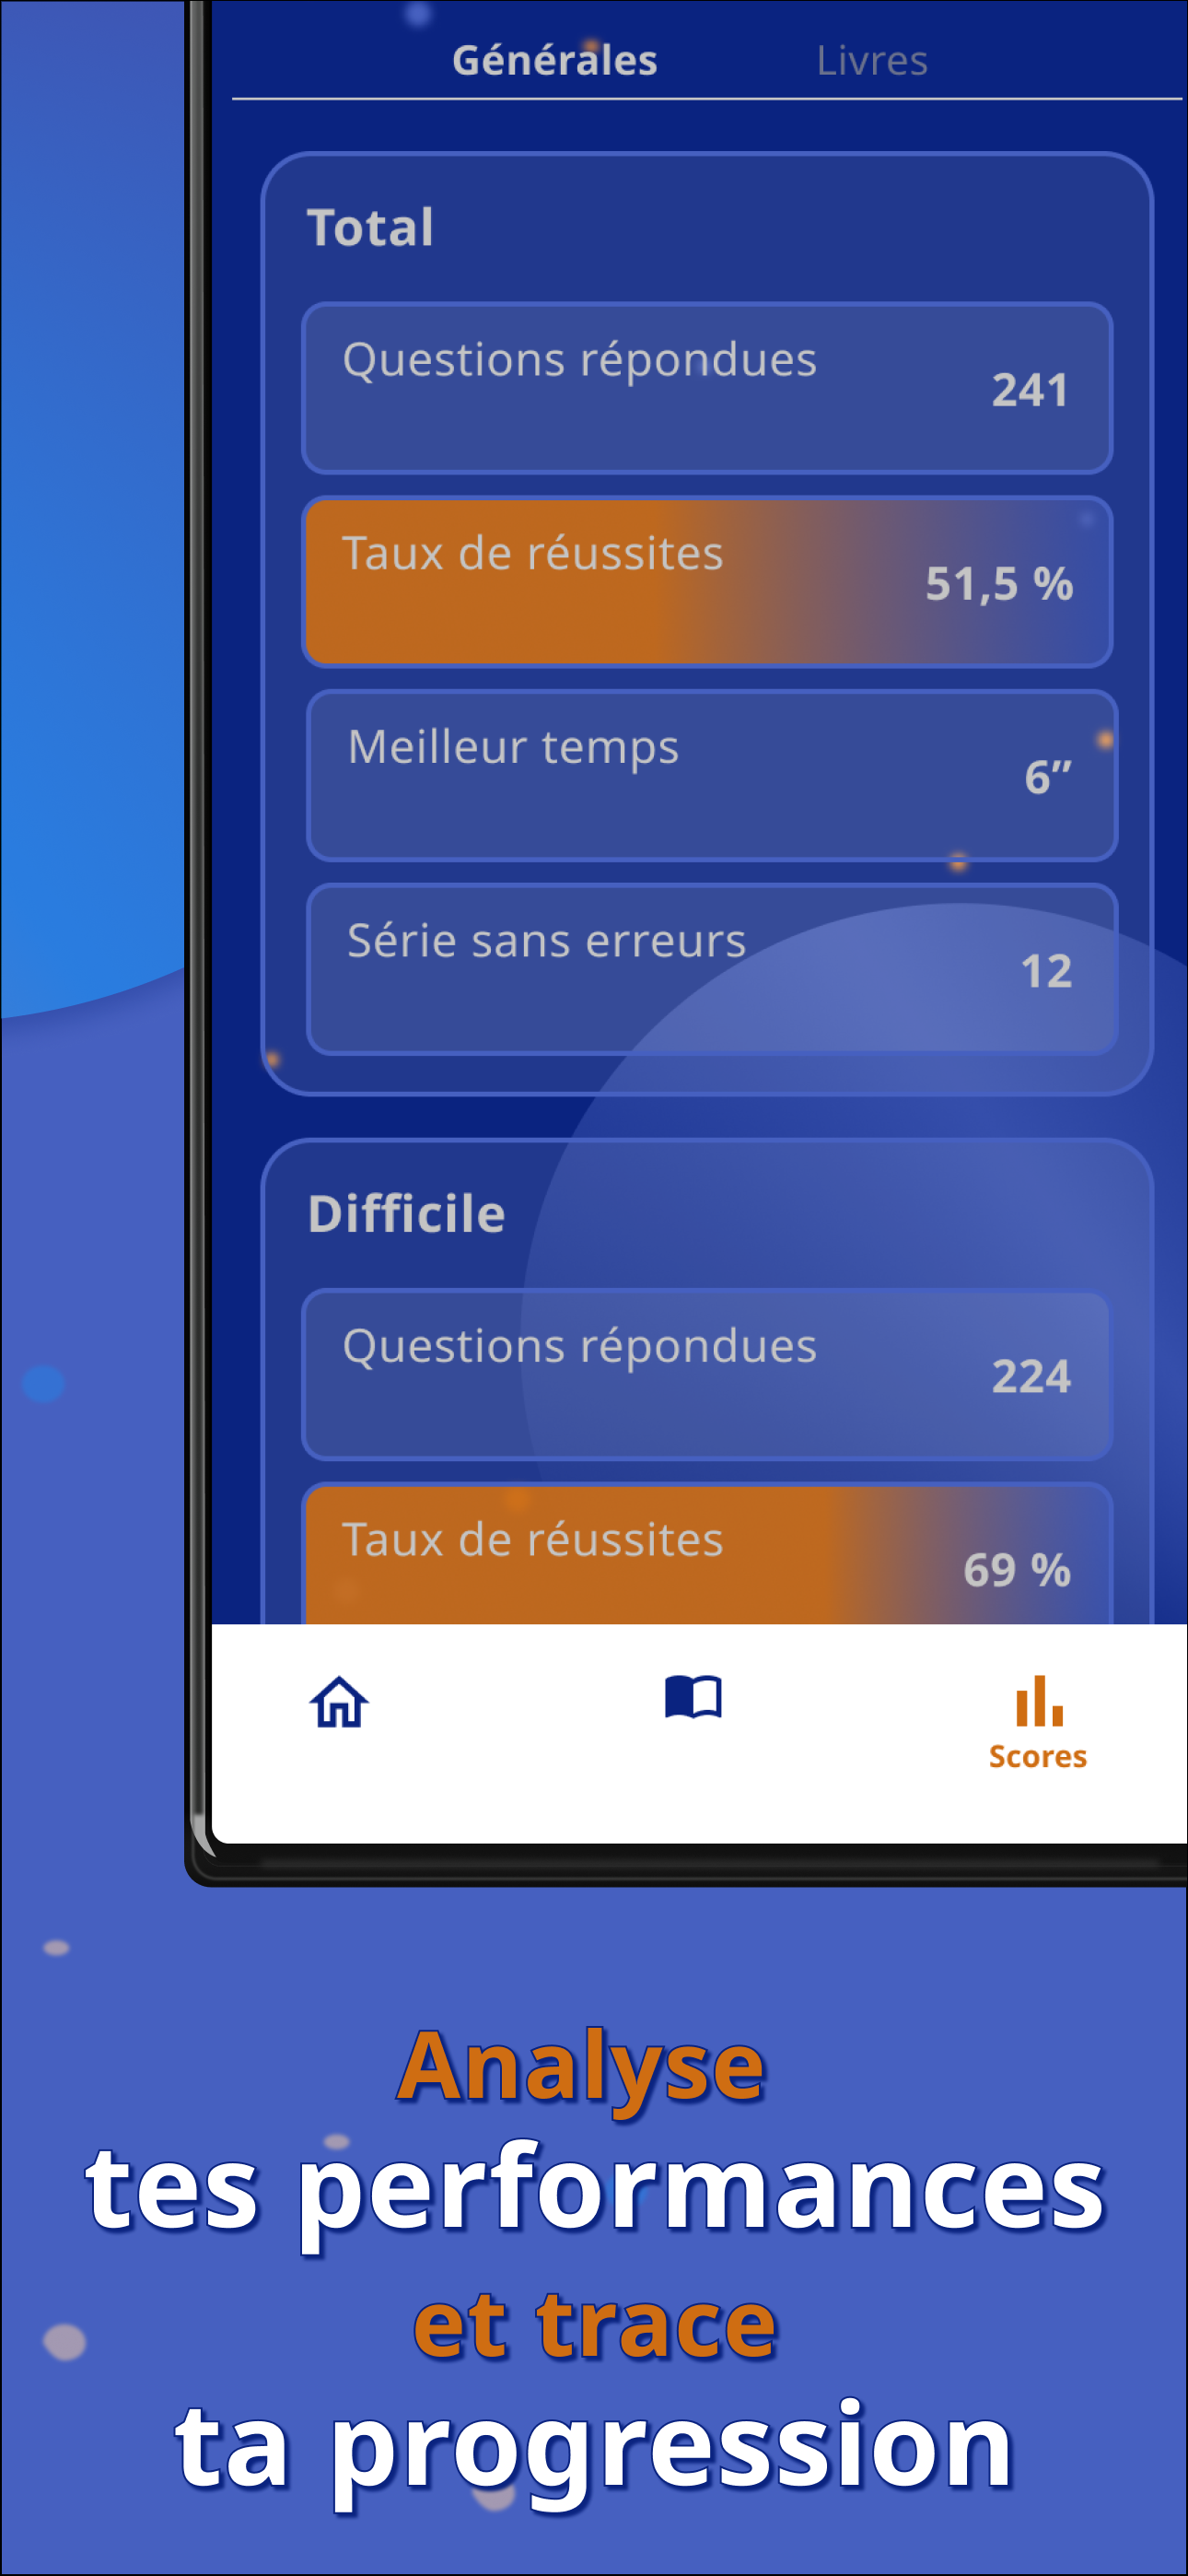 Générales Livres
Total
Questions répondues
241
Taux de réussites
51,5 %
Meilleur temps
6”
Série sans erreurs
12
Difficile
Questions répondues
224
Taux de réussites
69 %
Scores
Analyse
tes performances
et trace
ta progression